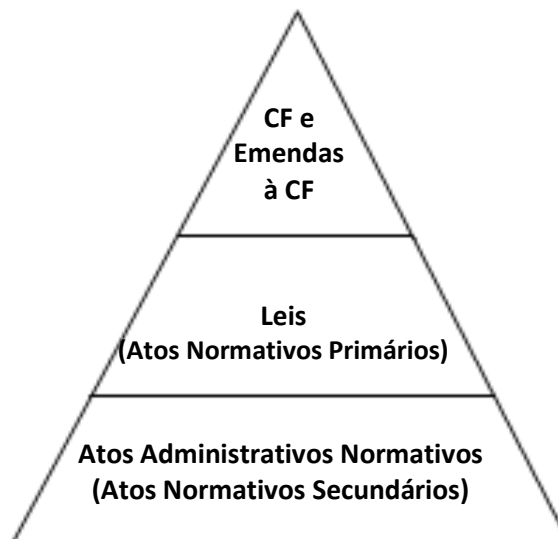 CF e
Emendas
à CF
Leis
(Atos Normativos Primários)
Atos Administrativos Normativos
(Atos Normativos Secundários)